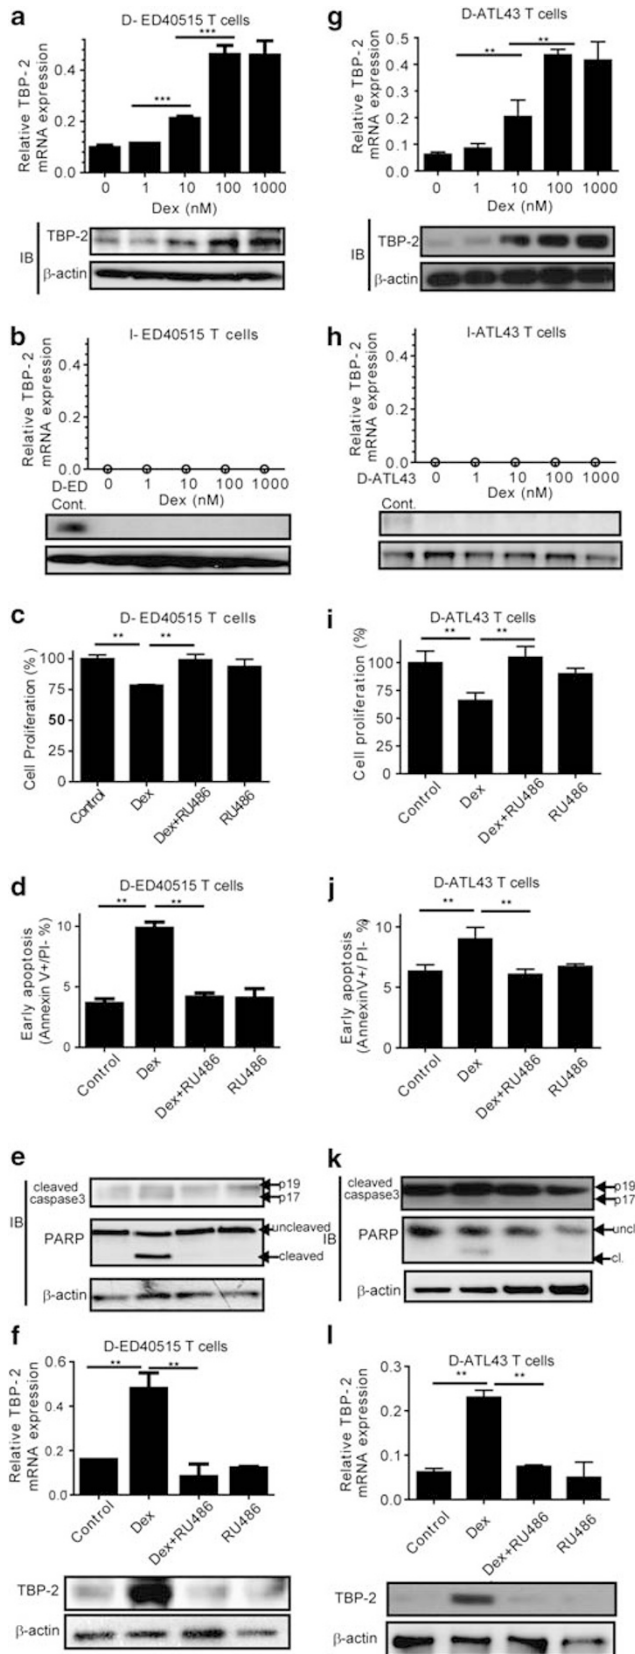 a
D- ED40515 T cells
Relative TBP-2
mRNA expression
***
***
0.4
0.2
0.0
0 1 10 100 1000
Dex (nM)
IB
TBP-2
β-actin
b
I- ED40515 T cells
Relative TBP-2
mRNA expression
0.4
0.2
0.0
D-ED
0 1 10 100 1000
Cont.
Dex (nM)
c
D- ED40515 T cells
Cell Proliferation (%)
** **
100
75
50
25
0
Control
Dex
Dex+RU486
RU486
d
D-ED40515 T cells
Early apoptosis
(Annexin V+/PI- %)
** **
10
5
0
Control
Dex
Dex+RU486
RU486
e
IB
cleaved
caspase3
p19
p17
PARP
uncleaved
cleaved
β-actin
f
D-ED40515 T cells
Relative TBP-2
mRNA expression
** **
0.6
0.4
0.2
0.0
Control
Dex
Dex+RU486
RU486
TBP-2
β-actin
g
D-ATL43 T cells
Relative TBP-2
mRNA expression
** **
0.5
0.4
0.3
0.2
0.1
0.0
0 1 10 100 1000
Dex (nM)
IB
TBP-2
β-actin
h
I-ATL43 T cells
Relative TBP-2
mRNA expression
0.4
0.2
0.0
D-ATL43
0 1 10 100 1000
Cont.
Dex (nM)
i
D-ATL43 T cells
Cell proliferation (%)
** **
100
75
50
25
0
Control
Dex
Dex+RU486
RU486
j
D-ATL43 T cells
Early apoptosis
(AnnexinV+/ PI- %)
** **
10
5
0
Control
Dex
Dex+RU486
RU486
k
IB
cleaved
caspase3
p19
p17
PARP
uncl
cl.
β-actin
l
D-ATL43 T cells
Relative TBP-2
mRNA expression
** **
0.3
0.2
0.1
0.0
Control
Dex
Dex+RU486
RU486
TBP-2
β-actin